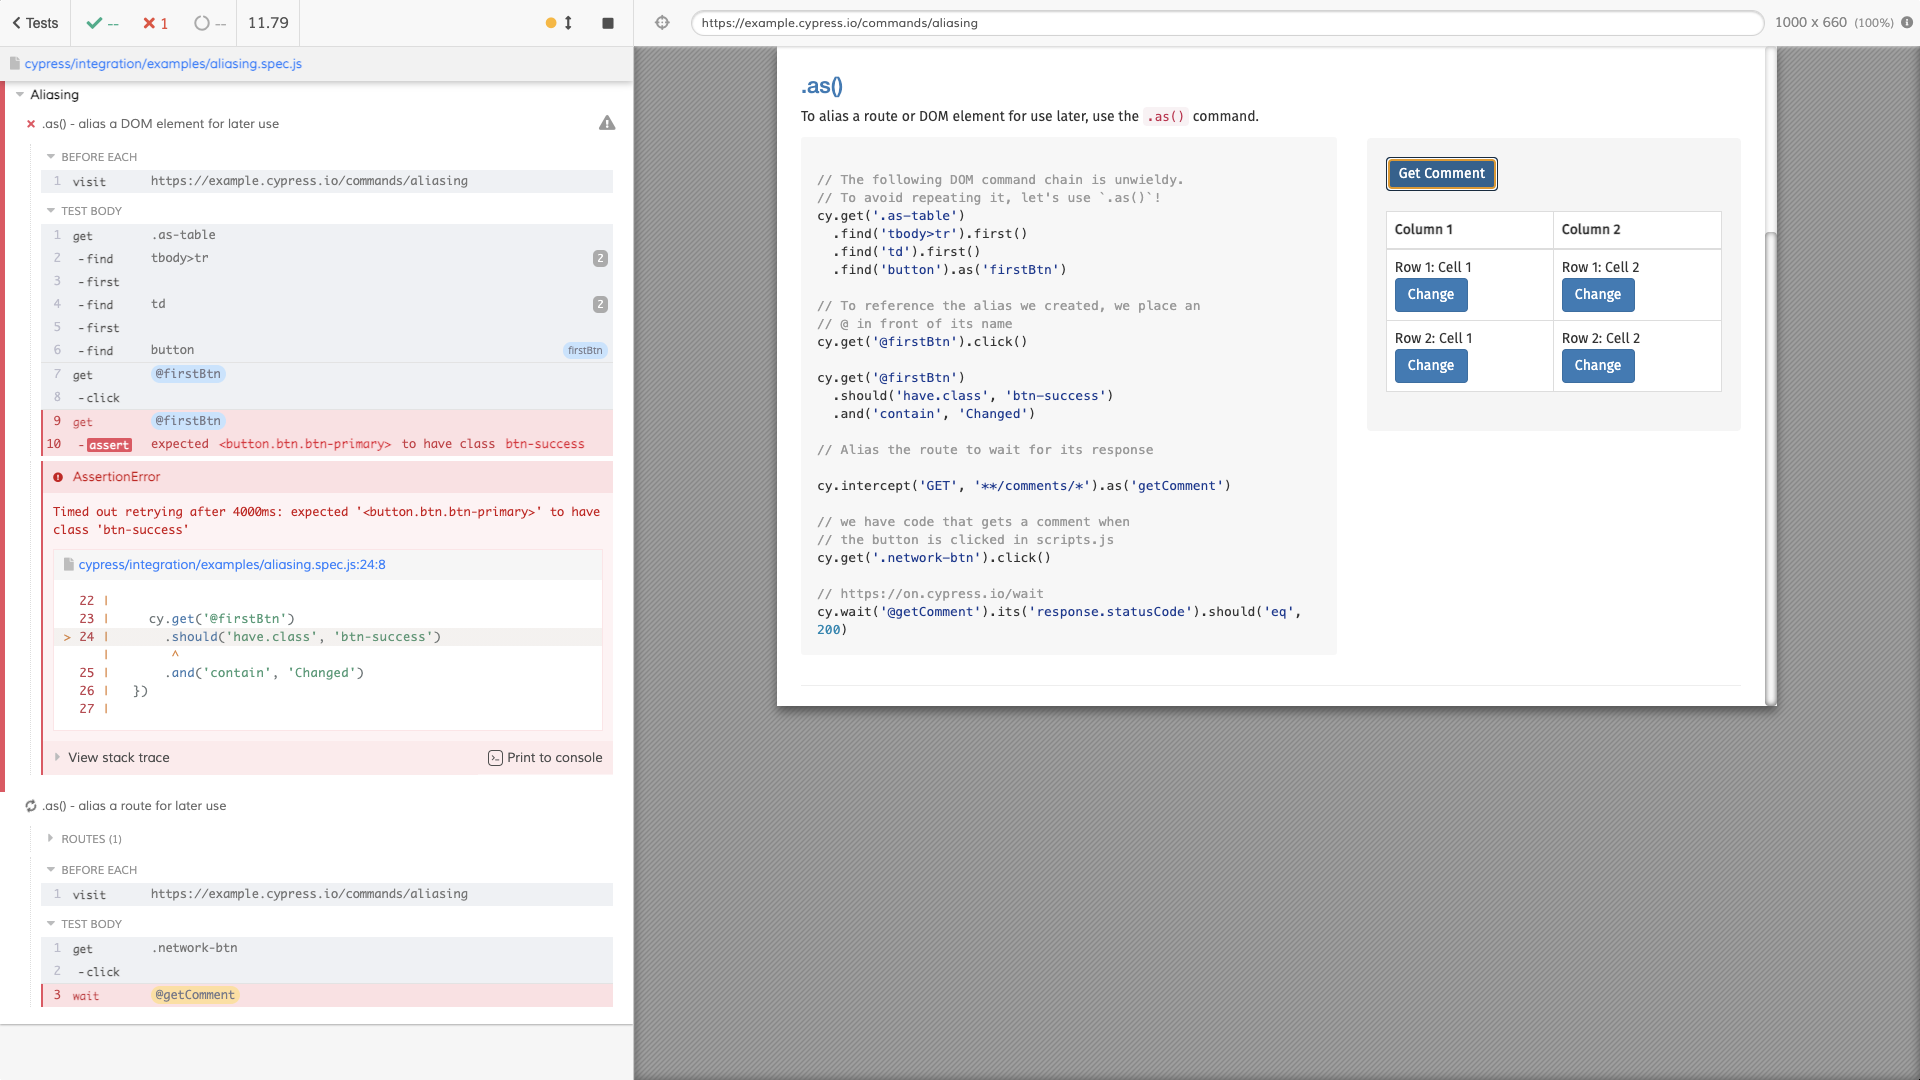 Tests
--
1
--
11.79
cypress/integration/examples/aliasing.spec.js
Aliasing
.as() - alias a DOM element for later use
BEFORE EACH
1 visit https://example.cypress.io/commands/aliasing
TEST BODY
1 get .as-table
2 -find tbody>tr 2
3 -first
4 -find td 2
5 -first
6 -find button firstBtn
7 get @firstBtn
8 -click
9 get @firstBtn
10 -assert expected <button.btn.btn-primary> to have class btn-success
AssertionError
Timed out retrying after 4000ms: expected '<button.btn.btn-primary>' to have
class 'btn-success'
cypress/integration/examples/aliasing.spec.js:24:8
22 |
23 | cy.get('@firstBtn')
> 24 | .should('have.class', 'btn-success')
| ^
25 | .and('contain', 'Changed')
26 | })
27 |
View stack trace
Print to console
.as() - alias a route for later use
ROUTES (1)
BEFORE EACH
1 visit https://example.cypress.io/commands/aliasing
TEST BODY
1 get .network-btn
2 -click
3 wait @getComment
https://example.cypress.io/commands/aliasing
1000 x 660 (100%)
.as()
To alias a route or DOM element for use later, use the .as() command.
// The following DOM command chain is unwieldy.
// To avoid repeating it, let's use `.as()`!
cy.get('.as-table')
.find('tbody>tr').first()
.find('td').first()
.find('button').as('firstBtn')
// To reference the alias we created, we place an
// @ in front of its name
cy.get('@firstBtn').click()
cy.get('@firstBtn')
.should('have.class', 'btn-success')
.and('contain', 'Changed')
// Alias the route to wait for its response
cy.intercept('GET', '**/comments/*').as('getComment')
// we have code that gets a comment when
// the button is clicked in scripts.js
cy.get('.network-btn').click()
// https://on.cypress.io/wait
cy.wait('@getComment').its('response.statusCode').should('eq',
200)
Get Comment
Column 1 Column 2
Row 1: Cell 1 Row 1: Cell 2
Change Change
Row 2: Cell 1 Row 2: Cell 2
Change Change